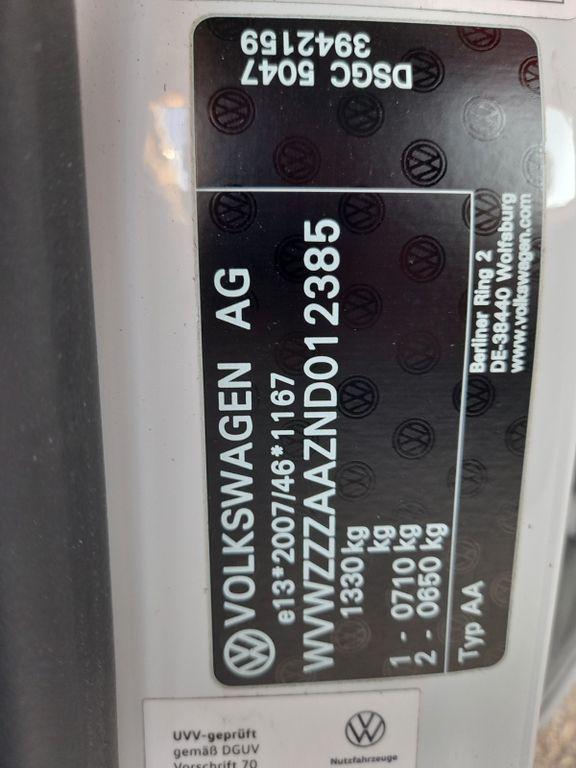 VOLKSWAGEN AG
e13*2007/46*1167
WVWZZZAAZND012385
1330 kg
kg
1 - 0710 kg
2 - 0650 kg
Typ AA
Berliner Ring 2
DE-38440 Wolfsburg
www.volkswagen.com
DSGC 5047
3942159
UVV-geprüft
gemäß DGUV
Vorschrift 70
Nutzfahrzeuge